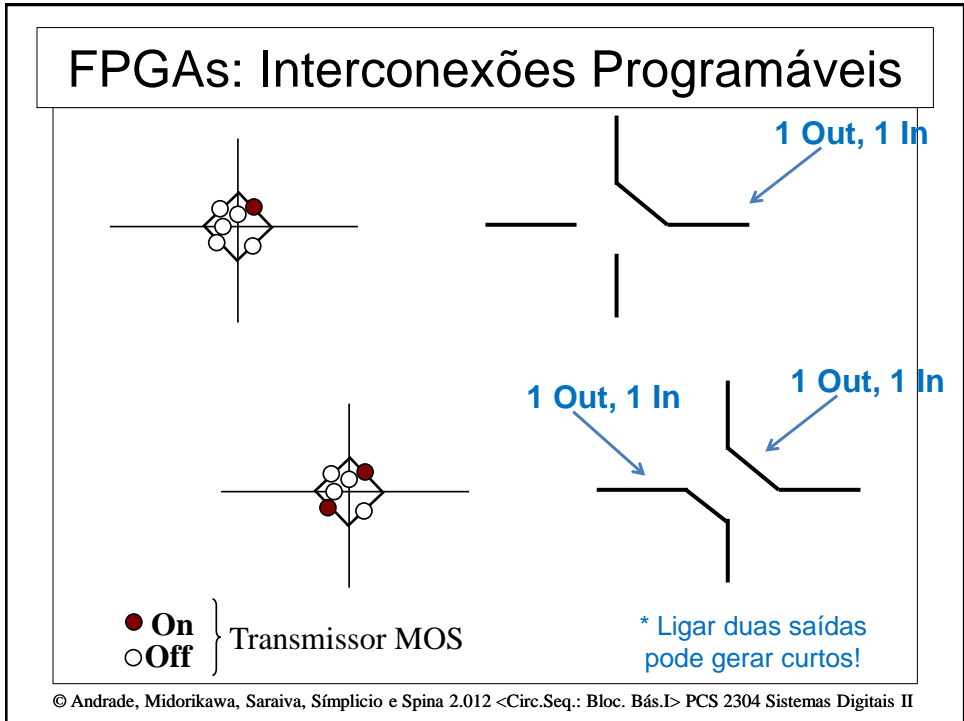 FPGAs: Interconexões Programáveis
1 Out, 1 In
1 Out, 1 In
1 Out, 1 In
On
Off
Transmissor MOS
* Ligar duas saídas
pode gerar curtos!
© Andrade, Midorikawa, Saraiva, Símplicio e Spina 2.012 <Circ.Seq.: Bloc. Bás.I> PCS 2304 Sistemas Digitais II